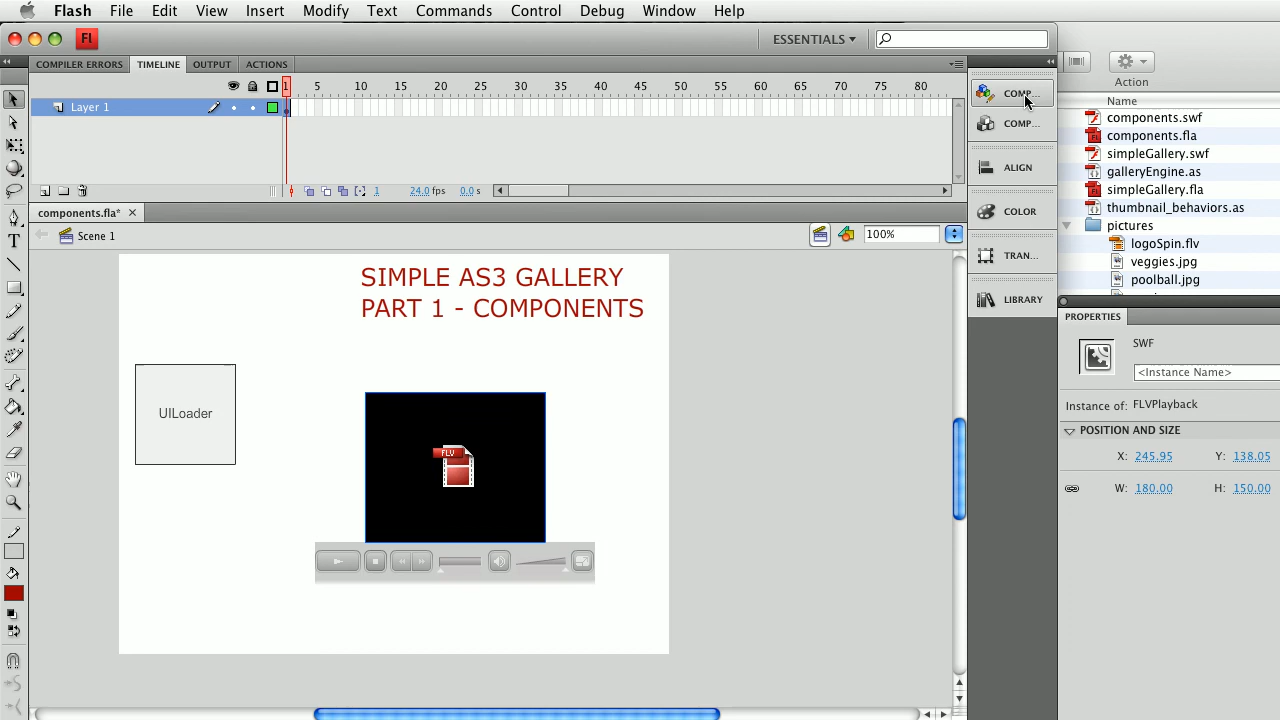 Flash File Edit View Insert Modify Text Commands Control Debug Window Help
Fl ESSENTIALS
Action
COMPILER ERRORS TIMELINE OUTPUT ACTIONS
1 5 10 15 20 25 30 35 40 45 50 55 60 65 70 75 80
Layer 1
1 24.0 fps 0.0 s
COMP...
COMP...
ALIGN
COLOR
TRAN...
LIBRARY
Name
components.swf
components.fla
simpleGallery.swf
galleryEngine.as
simpleGallery.fla
thumbnail_behaviors.as
pictures
logoSpin.flv
veggies.jpg
poolball.jpg
components.fla*
Scene 1
100%
SIMPLE AS3 GALLERY
PART 1 - COMPONENTS
UILoader
FLV
PROPERTIES
SWF
<Instance Name>
Instance of: FLVPlayback
POSITION AND SIZE
X: 245.95 Y: 138.05
W: 180.00 H: 150.00